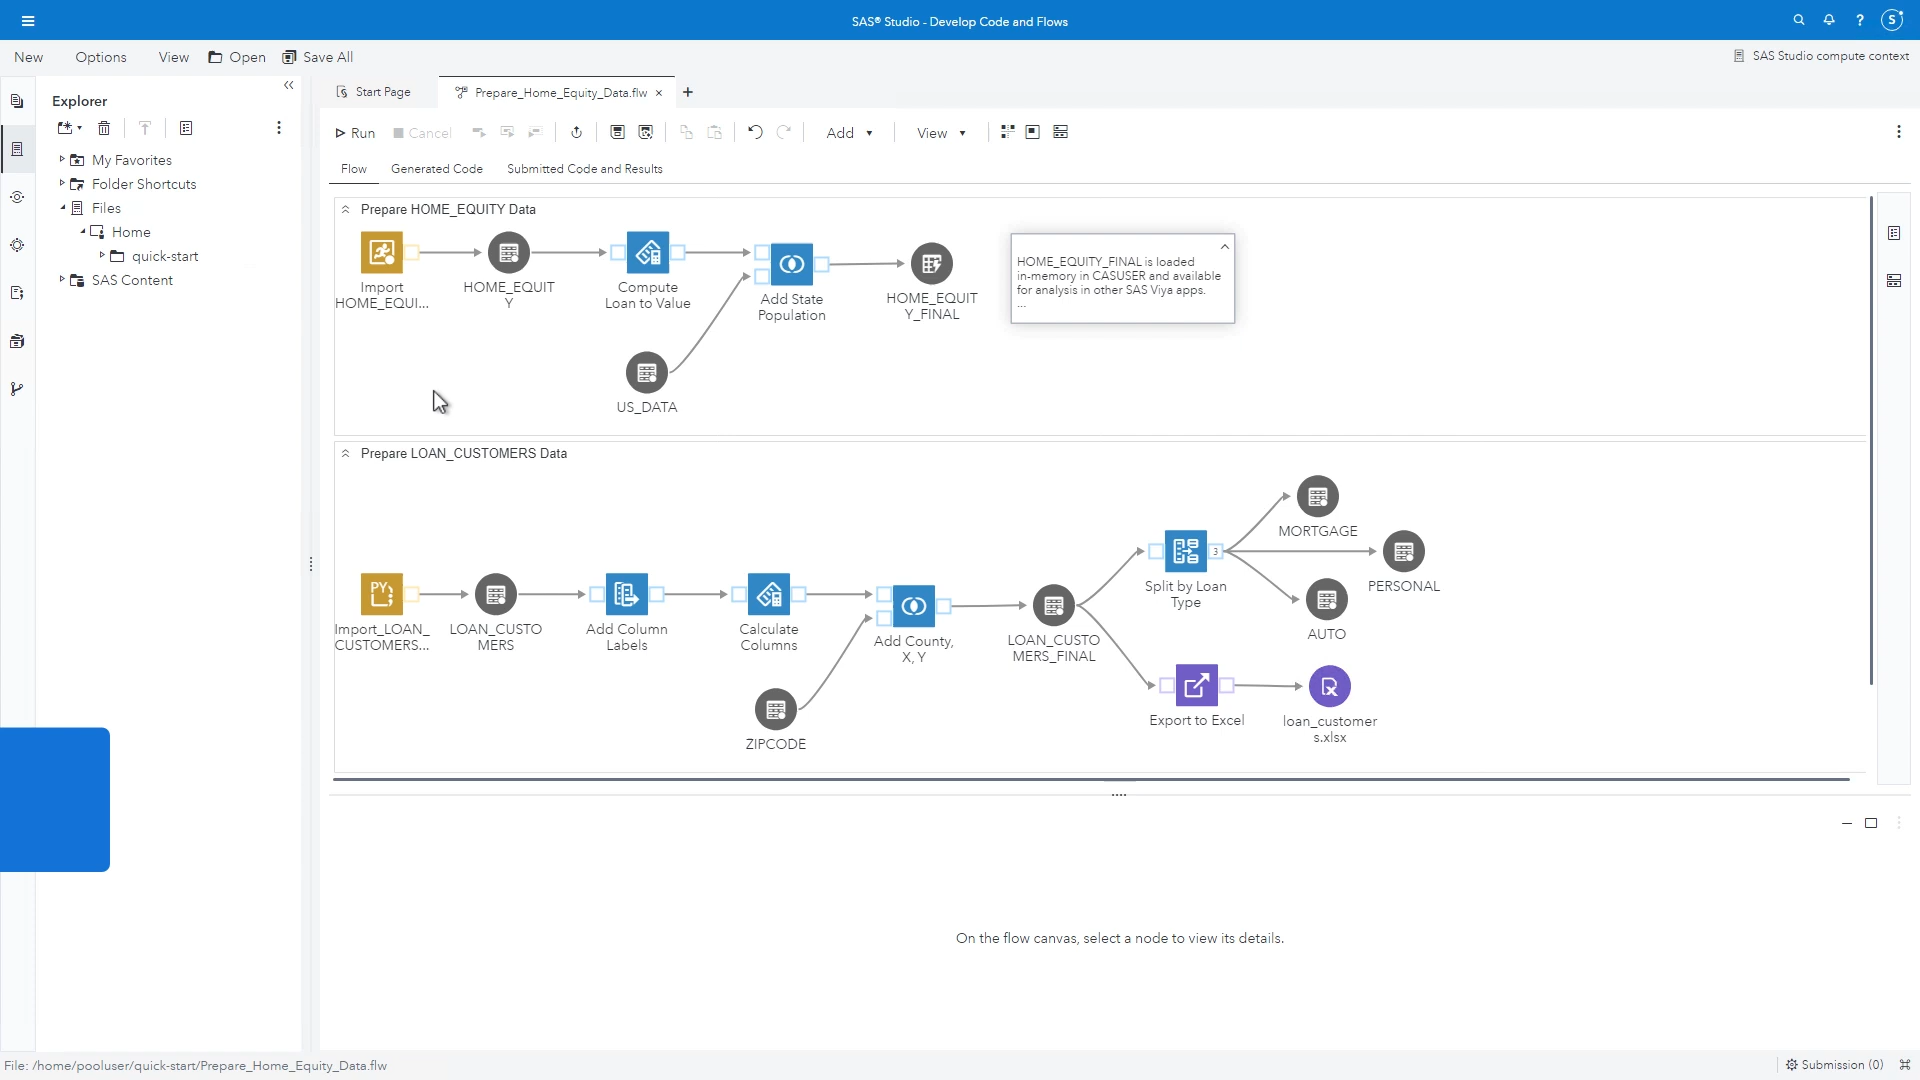 SAS® Studio - Develop Code and Flows
S
New
Options
View
Open
Save All
SAS Studio compute context
Explorer
My Favorites
Folder Shortcuts
Files
Home
quick-start
SAS Content
Start Page
Prepare_Home_Equity_Data.flw
Run
Cancel
Add
View
Flow
Generated Code
Submitted Code and Results
Prepare HOME_EQUITY Data
Import
HOME_EQUI...
HOME_EQUIT
Y
Compute
Loan to Value
Add State
Population
HOME_EQUIT
Y_FINAL
HOME_EQUITY_FINAL is loaded
in-memory in CASUSER and available
for analysis in other SAS Viya apps.
...
US_DATA
Prepare LOAN_CUSTOMERS Data
PY
Import_LOAN_
CUSTOMERS...
LOAN_CUSTO
MERS
Add Column
Labels
Calculate
Columns
Add County,
X, Y
LOAN_CUSTO
MERS_FINAL
3
Split by Loan
Type
MORTGAGE
PERSONAL
AUTO
Export to Excel
loan_customer
s.xlsx
ZIPCODE
On the flow canvas, select a node to view its details.
File: /home/pooluser/quick-start/Prepare_Home_Equity_Data.flw
Submission (0)